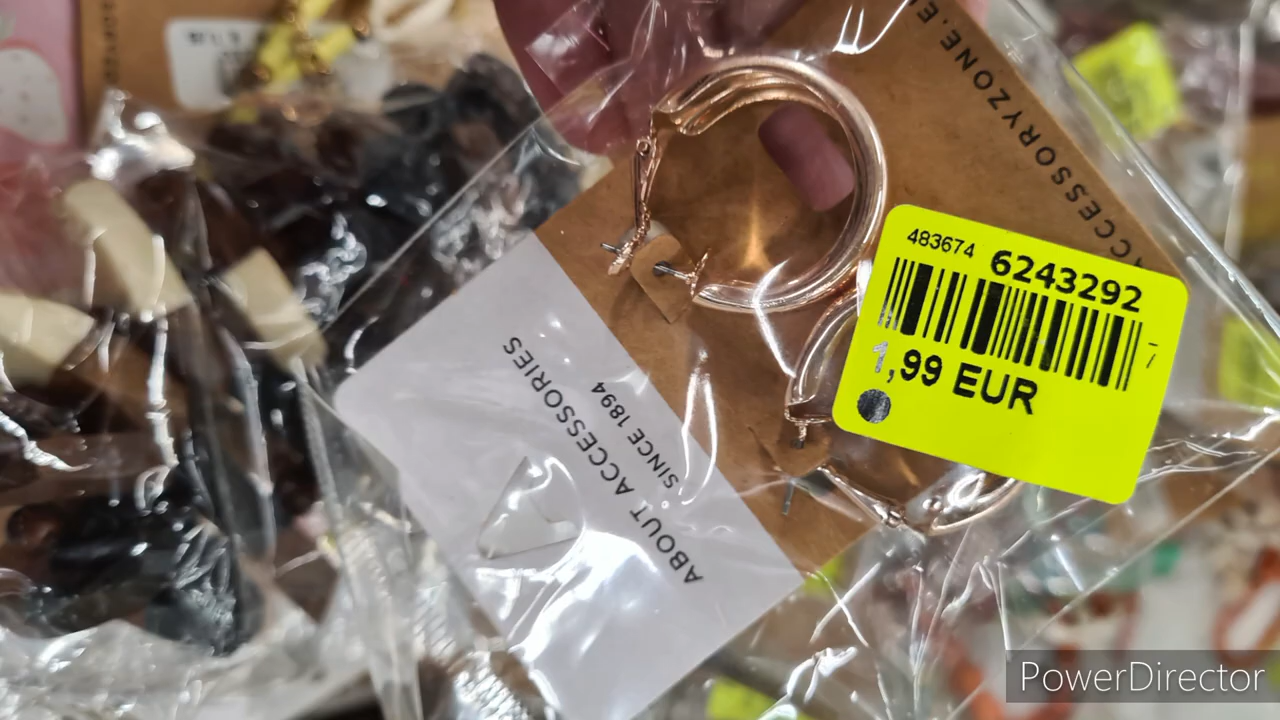 ACCESSORYZONE.E
483674 6243292
1,99 EUR
ABOUT ACCESSORIES
SINCE 1894
PowerDirector